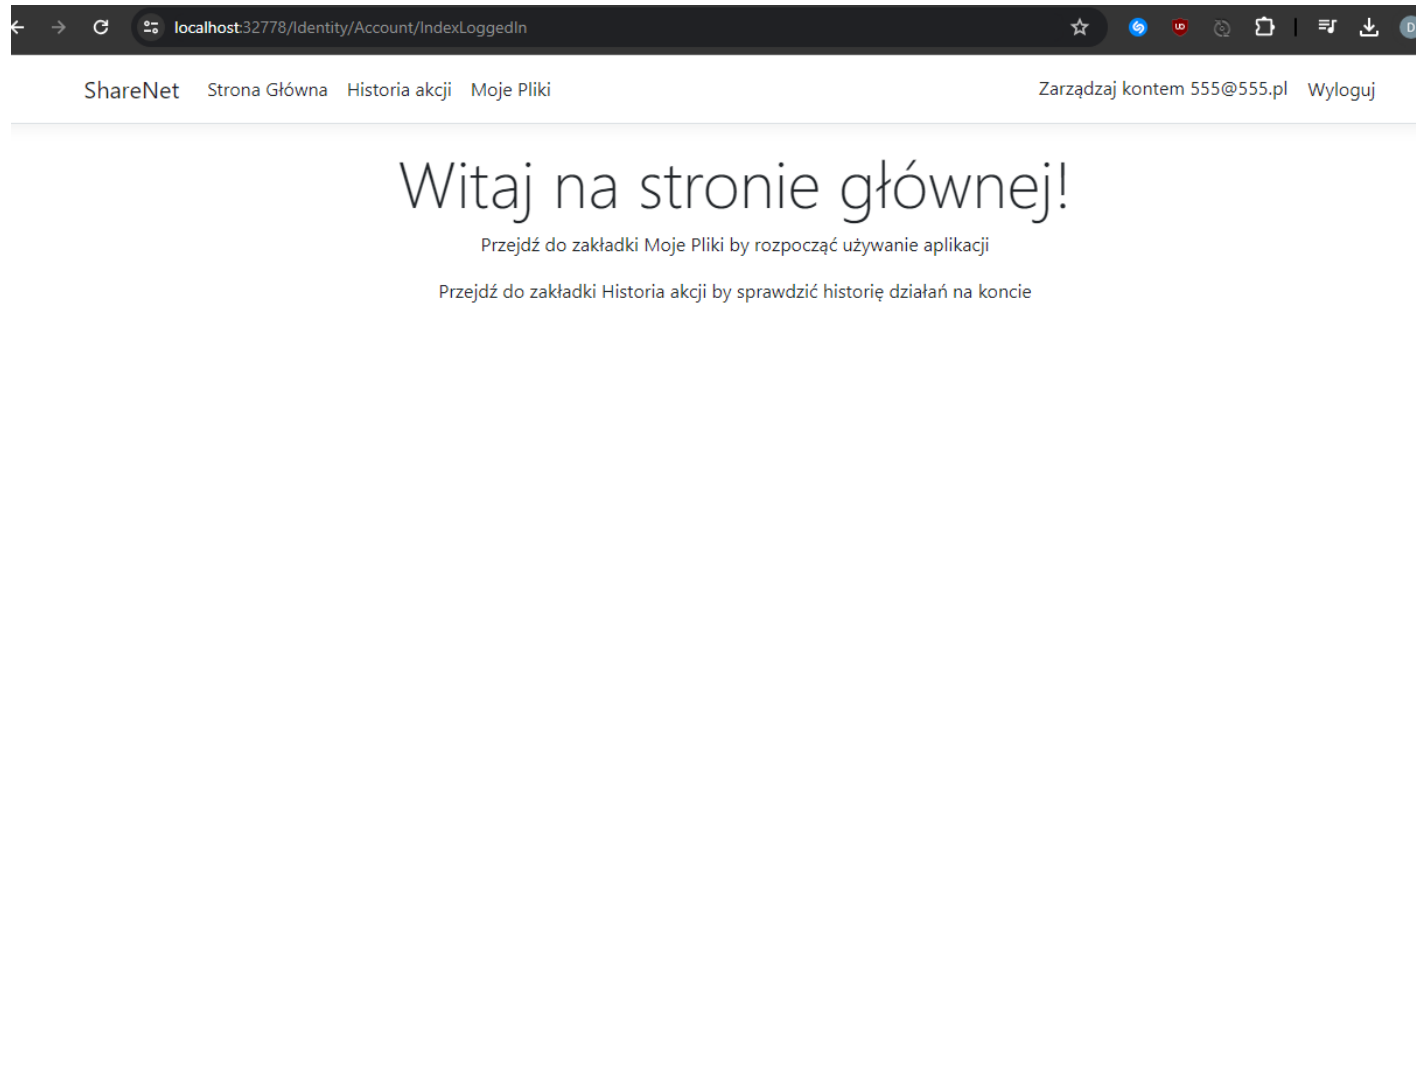 localhost:32778/Identity/Account/IndexLoggedIn
ShareNet Strona Główna Historia akcji Moje Pliki Zarządzaj kontem 555@555.pl Wyloguj
Witaj na stronie głównej!
Przejdź do zakładki Moje Pliki by rozpocząć używanie aplikacji
Przejdź do zakładki Historia akcji by sprawdzić historię działań na koncie